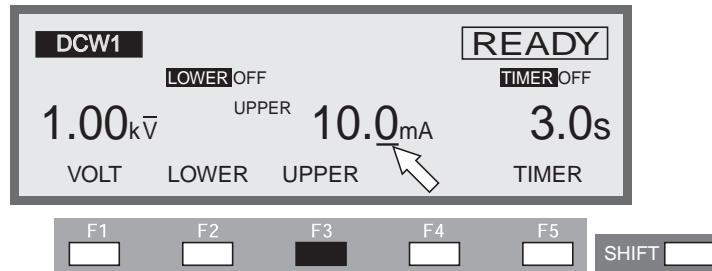 DCW1 READY
LOWER OFF TIMER OFF
1.00kV̅ UPPER 10.0mA 3.0s
VOLT LOWER UPPER TIMER
F1 F2 F3 F4 F5
SHIFT